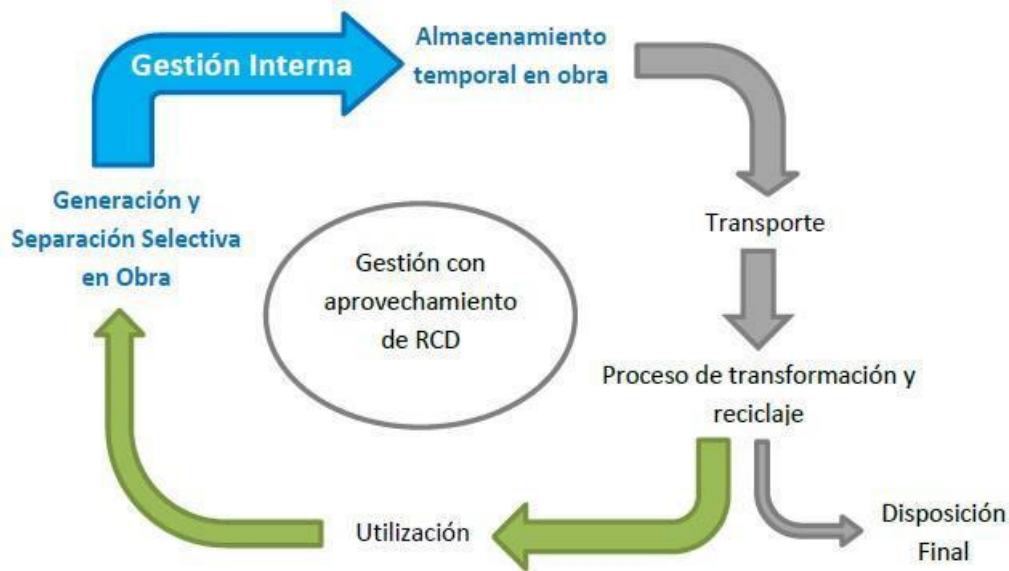 Gestión Interna
Almacenamiento
temporal en obra
Generación y
Separación Selectiva
en Obra
Transporte
Gestión con
aprovechamiento
de RCD
Proceso de transformación y
reciclaje
Utilización
Disposición
Final